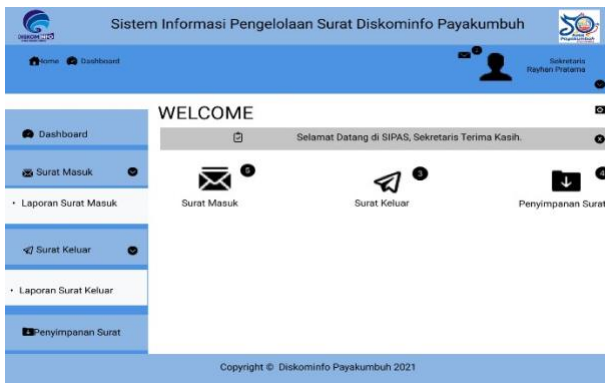 Sistem Informasi Pengelolaan Surat Diskominfo Payakumbuh
Home Dashboard
Sekretaris
Rayhan Pratama
WELCOME
Selamat Datang di SIPAS, Sekretaris Terima Kasih.
Dashboard
Surat Masuk
Laporan Surat Masuk
Surat Keluar
Laporan Surat Keluar
Penyimpanan Surat
5
Surat Masuk
3
Surat Keluar
4
Penyimpanan Surat
Copyright © Diskominfo Payakumbuh 2021